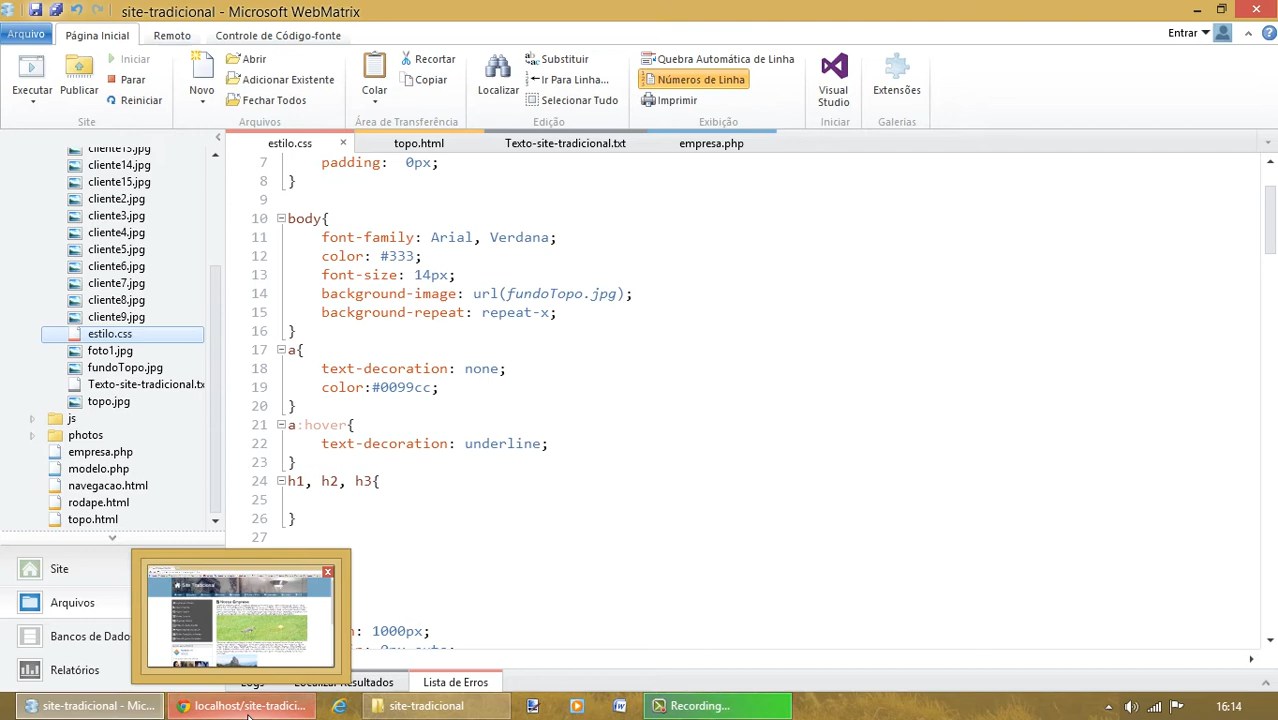 site-tradicional - Microsoft WebMatrix
Arquivo
Página Inicial
Remoto
Controle de Código-fonte
Entrar
Executar
Publicar
Iniciar
Parar
Reiniciar
Site
Novo
Abrir
Adicionar Existente
Fechar Todos
Arquivos
Colar
Recortar
Copiar
Área de Transferência
Localizar
Substituir
Ir Para Linha...
Selecionar Tudo
Edição
Quebra Automática de Linha
Números de Linha
Imprimir
Exibição
Visual
Studio
Iniciar
Extensões
Galerias
cliente13.jpg
cliente14.jpg
cliente15.jpg
cliente2.jpg
cliente3.jpg
cliente4.jpg
cliente5.jpg
cliente6.jpg
cliente7.jpg
cliente8.jpg
cliente9.jpg
estilo.css
foto1.jpg
fundoTopo.jpg
Texto-site-tradicional.tx
topo.jpg
js
photos
empresa.php
modelo.php
navegacao.html
rodape.html
topo.html
Site
Arquivos
Bancos de Dado
Relatórios
estilo.css
topo.html
Texto-site-tradicional.txt
empresa.php
7 padding: 0px;
8 }
9
10 body{
11 font-family: Arial, Verdana;
12 color: #333;
13 font-size: 14px;
14 background-image: url(fundoTopo.jpg);
15 background-repeat: repeat-x;
16 }
17 a{
18 text-decoration: none;
19 color:#0099cc;
20 }
21 a:hover{
22 text-decoration: underline;
23 }
24 h1, h2, h3{
25
26 }
27
: 1000px;
Site Tradicional
Nossa Empresa
Logs
Localizar Resultados
Lista de Erros
site-tradicional - Mic...
localhost/site-tradici...
site-tradicional
Recording...
16:14